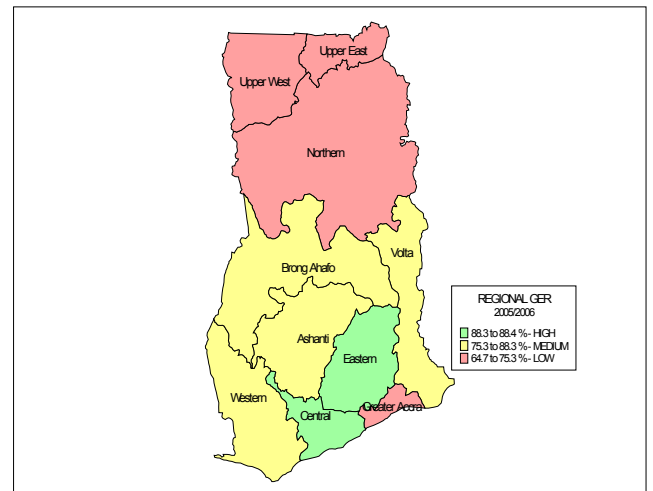 Upper East
Upper West
Northern
Volta
Brong Ahafo
REGIONAL GER
2005/2006
88.3 to 88.4 % - HIGH
75.3 to 88.3 % - MEDIUM
64.7 to 75.3 % - LOW
Ashanti
Eastern
Western
Greater Accra
Central